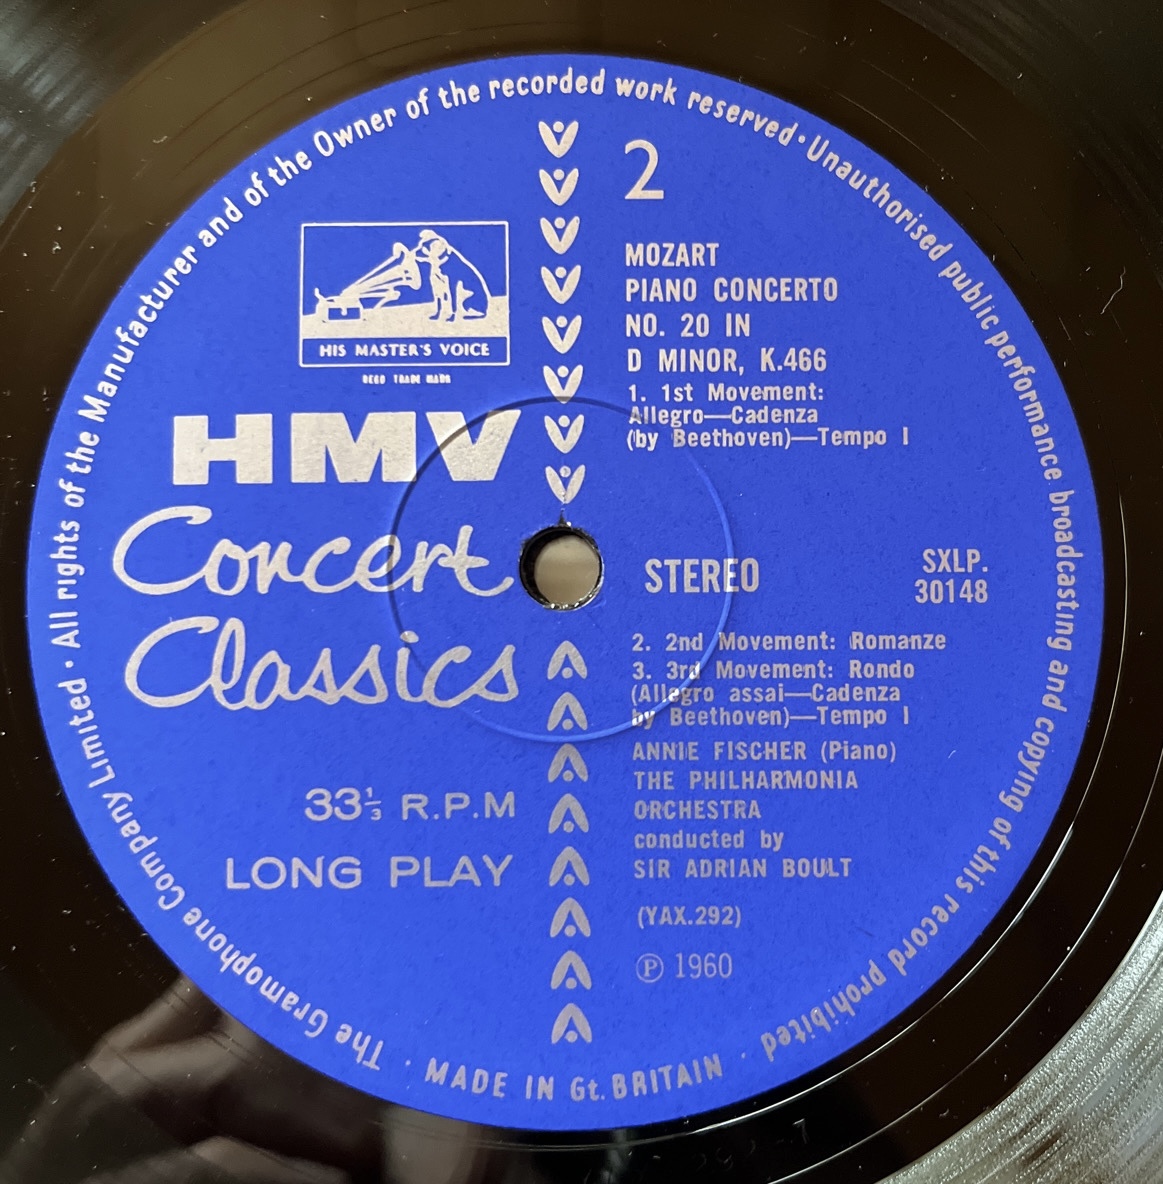 The Gramophone Company Limited · All rights of the Manufacturer and of the Owner of the recorded work reserved · Unauthorised public performance broadcasting and copying of this record prohibited ·
MADE IN Gt. BRITAIN
HIS MASTER'S VOICE
REGD TRADE MARK
HMV
Concert
Classics
33⅓ R.P.M
LONG PLAY
2
MOZART
PIANO CONCERTO
NO. 20 IN
D MINOR, K.466
1. 1st Movement:
Allegro—Cadenza
(by Beethoven)—Tempo I
STEREO
SXLP.
30148
2. 2nd Movement: Romanze
3. 3rd Movement: Rondo
(Allegro assai—Cadenza
by Beethoven)—Tempo I
ANNIE FISCHER (Piano)
THE PHILHARMONIA
ORCHESTRA
conducted by
SIR ADRIAN BOULT
(YAX.292)
℗ 1960